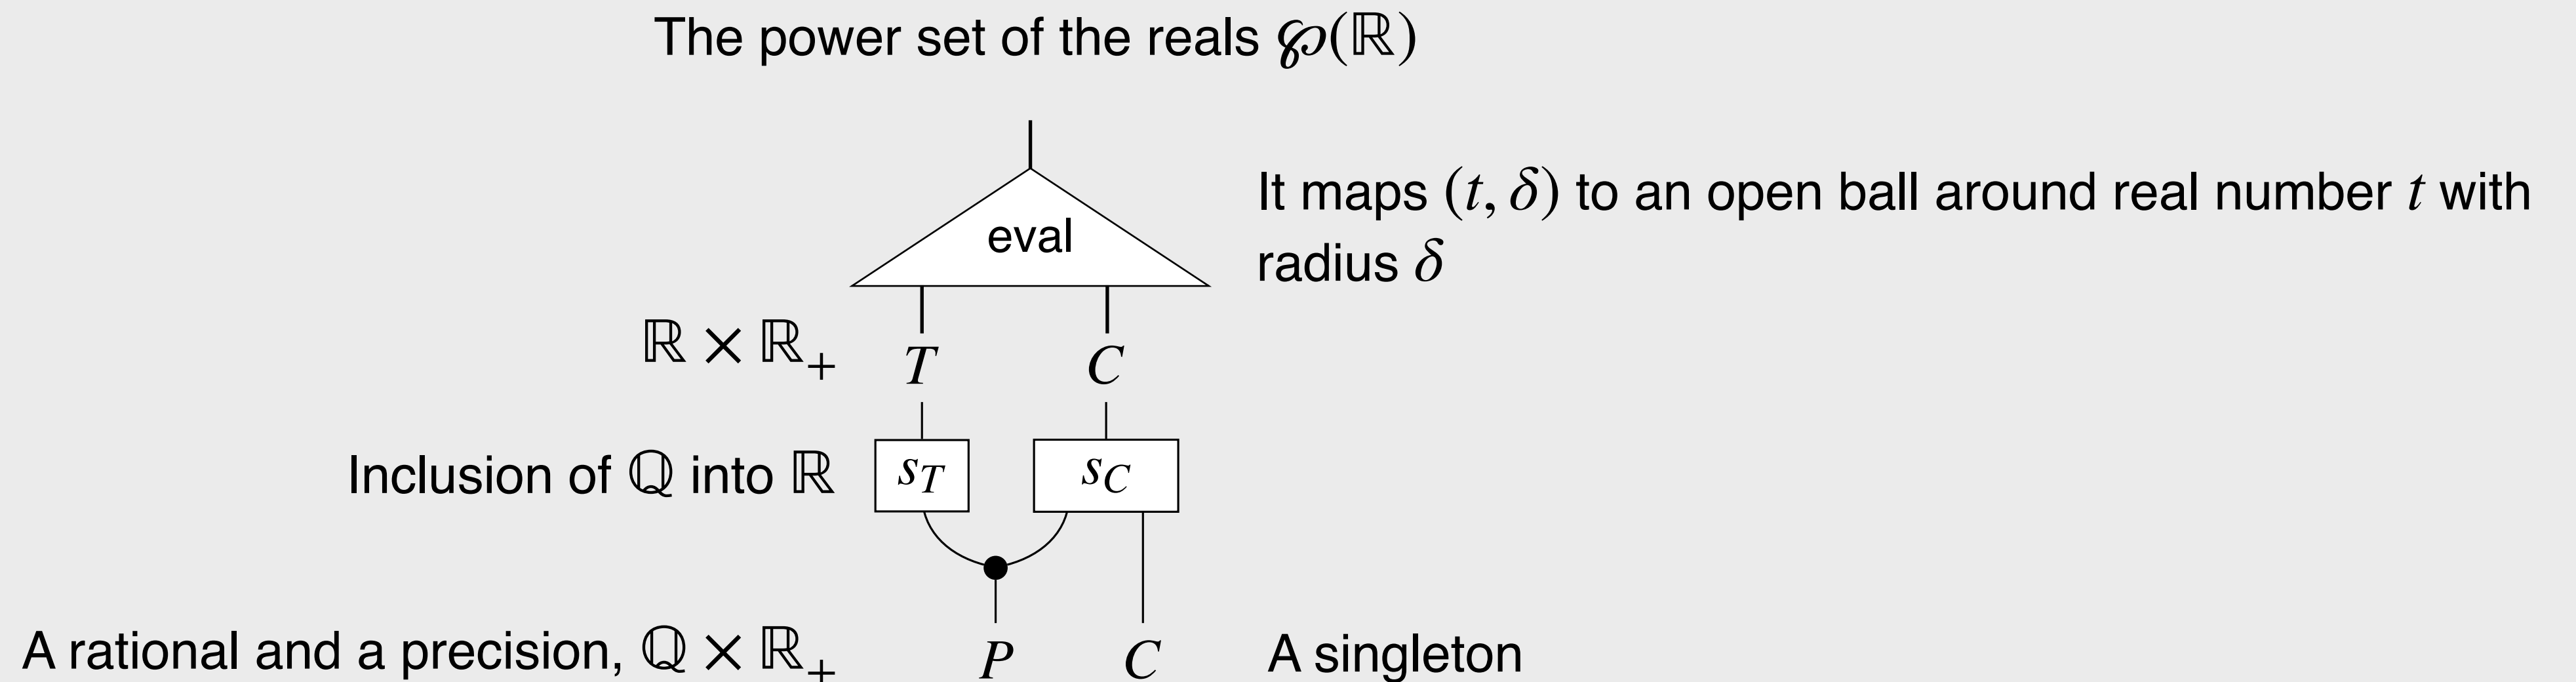 The power set of the reals ℘(ℝ)
It maps (t, δ) to an open ball around real number t with
radius δ
eval
ℝ × ℝ₊ T C
Inclusion of ℚ into ℝ s_T s_C
A rational and a precision, ℚ × ℝ₊ P C A singleton